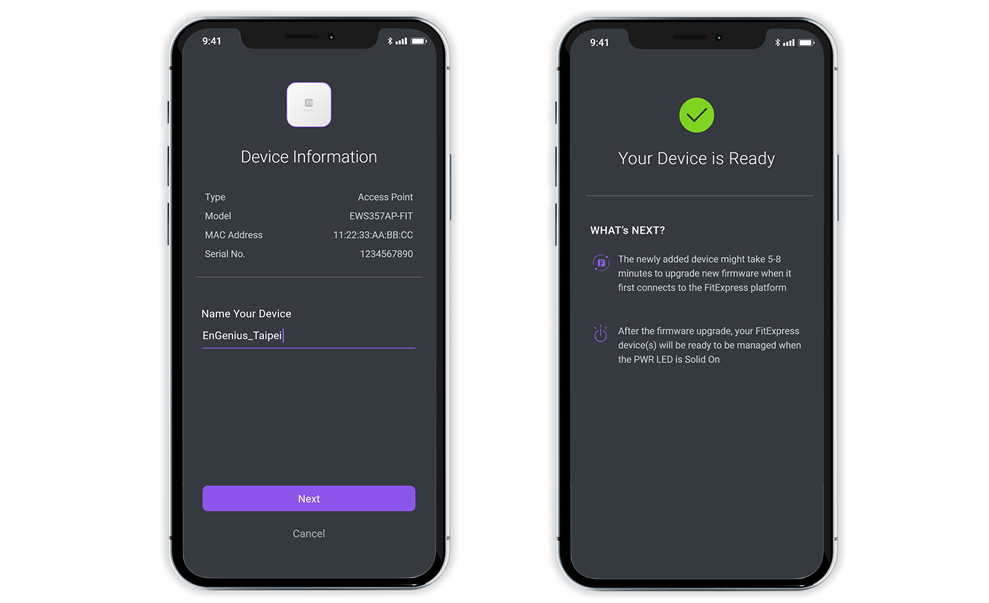 9:41
Device Information
Type Access Point
Model EWS357AP-FIT
MAC Address 11:22:33:AA:BB:CC
Serial No. 1234567890
Name Your Device
EnGenius_Taipei
Next
Cancel
9:41
Your Device is Ready
WHAT's NEXT?
The newly added device might take 5-8
minutes to upgrade new firmware when it
first connects to the FitExpress platform
After the firmware upgrade, your FitExpress
device(s) will be ready to be managed when
the PWR LED is Solid On